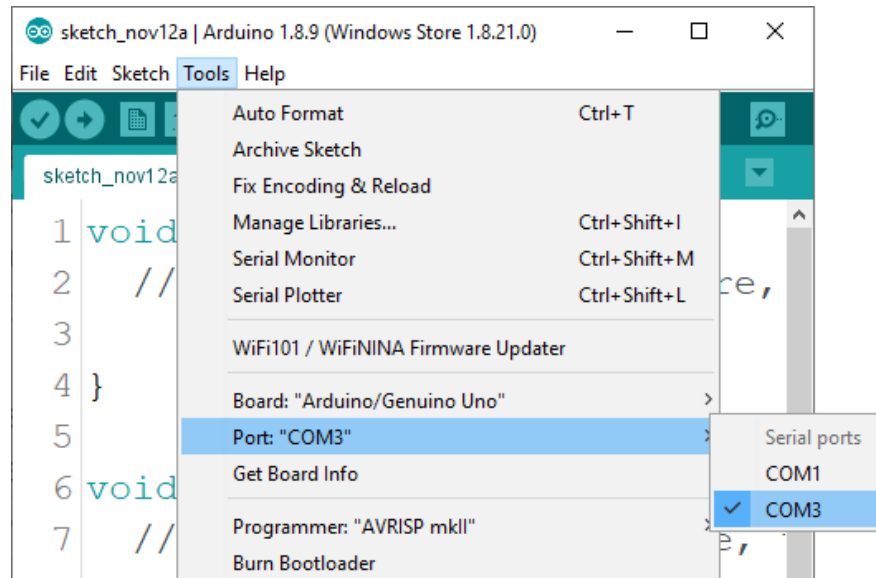 sketch_nov12a | Arduino 1.8.9 (Windows Store 1.8.21.0)
File Edit Sketch Tools Help
Auto Format Ctrl+T
Archive Sketch
sketch_nov12a
Fix Encoding & Reload
1 void
Manage Libraries... Ctrl+Shift+I
Serial Monitor Ctrl+Shift+M
2 // re,
Serial Plotter Ctrl+Shift+L
3
WiFi101 / WiFiNINA Firmware Updater
4 }
Board: "Arduino/Genuino Uno"
5
Port: "COM3" Serial ports
Get Board Info COM1
6 void
COM3
Programmer: "AVRISP mkII"
7 //
Burn Bootloader